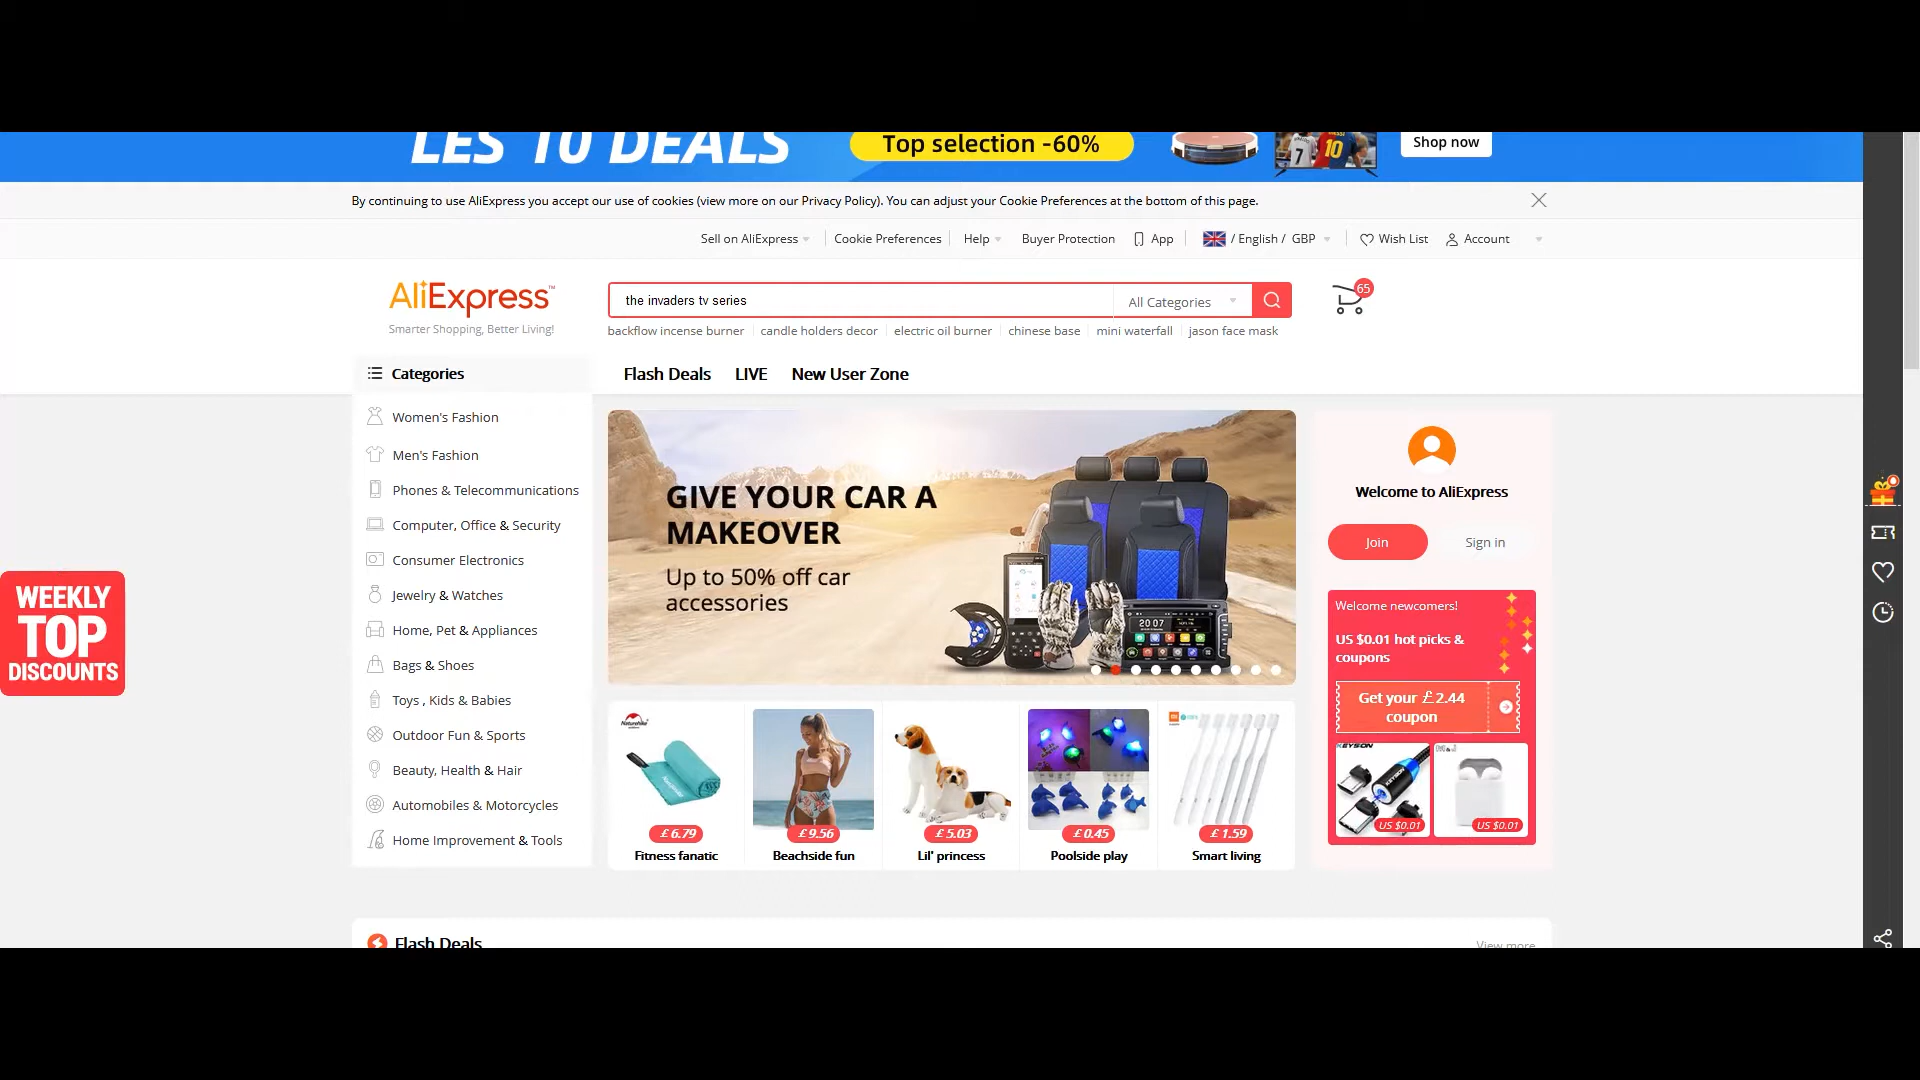 LES 10 DEALS
Top selection -60%
Shop now
7
10
By continuing to use AliExpress you accept our use of cookies (view more on our Privacy Policy). You can adjust your Cookie Preferences at the bottom of this page.
Sell on AliExpress
Cookie Preferences
Help
Buyer Protection
App
/ English / GBP
Wish List
Account
AliExpress™
Smarter Shopping, Better Living!
the invaders tv series
All Categories
65
backflow incense burner
candle holders decor
electric oil burner
chinese base
mini waterfall
jason face mask
Categories
Flash Deals
LIVE
New User Zone
Women's Fashion
Men's Fashion
Phones & Telecommunications
Computer, Office & Security
Consumer Electronics
Jewelry & Watches
Home, Pet & Appliances
Bags & Shoes
Toys , Kids & Babies
Outdoor Fun & Sports
Beauty, Health & Hair
Automobiles & Motorcycles
Home Improvement & Tools
WEEKLY
TOP
DISCOUNTS
GIVE YOUR CAR A
MAKEOVER
Up to 50% off car
accessories
20 07
Welcome to AliExpress
Join
Sign in
Welcome newcomers!
US $0.01 hot picks &
coupons
Get your £2.44
coupon
KEYSON
US $0.01
US $0.01
Naturehike
£6.79
Fitness fanatic
£9.56
Beachside fun
£5.03
Lil' princess
£0.45
Poolside play
£1.59
Smart living
Flash Deals
View more